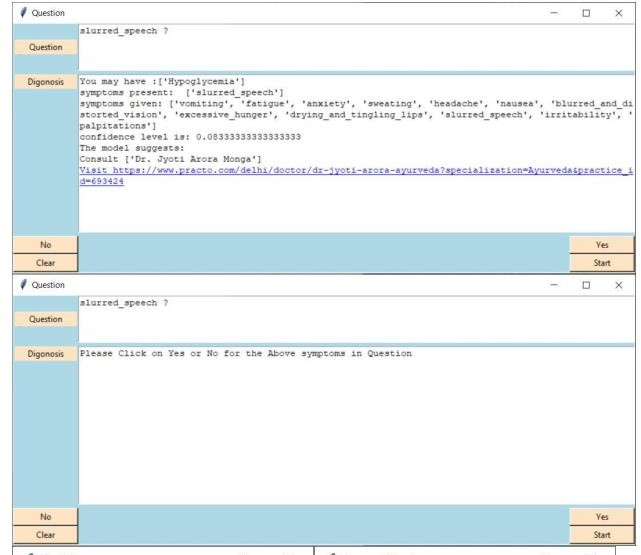 Question
slurred_speech ?
Question
Digonosis
You may have :['Hypoglycemia']
symptoms present:  ['slurred_speech']
symptoms given: ['vomiting', 'fatigue', 'anxiety', 'sweating', 'headache', 'nausea', 'blurred_and_di
storted_vision', 'excessive_hunger', 'drying_and_tingling_lips', 'slurred_speech', 'irritability', '
palpitations']
confidence level is: 0.08333333333333333
The model suggests:
Consult ['Dr. Jyoti Arora Monga']
Visit https://www.practo.com/delhi/doctor/dr-jyoti-arora-ayurveda?specialization=Ayurveda&practice_i
d=693424
No
Yes
Clear
Start
Question
slurred_speech ?
Question
Digonosis
Please Click on Yes or No for the Above symptoms in Question
No
Yes
Clear
Start